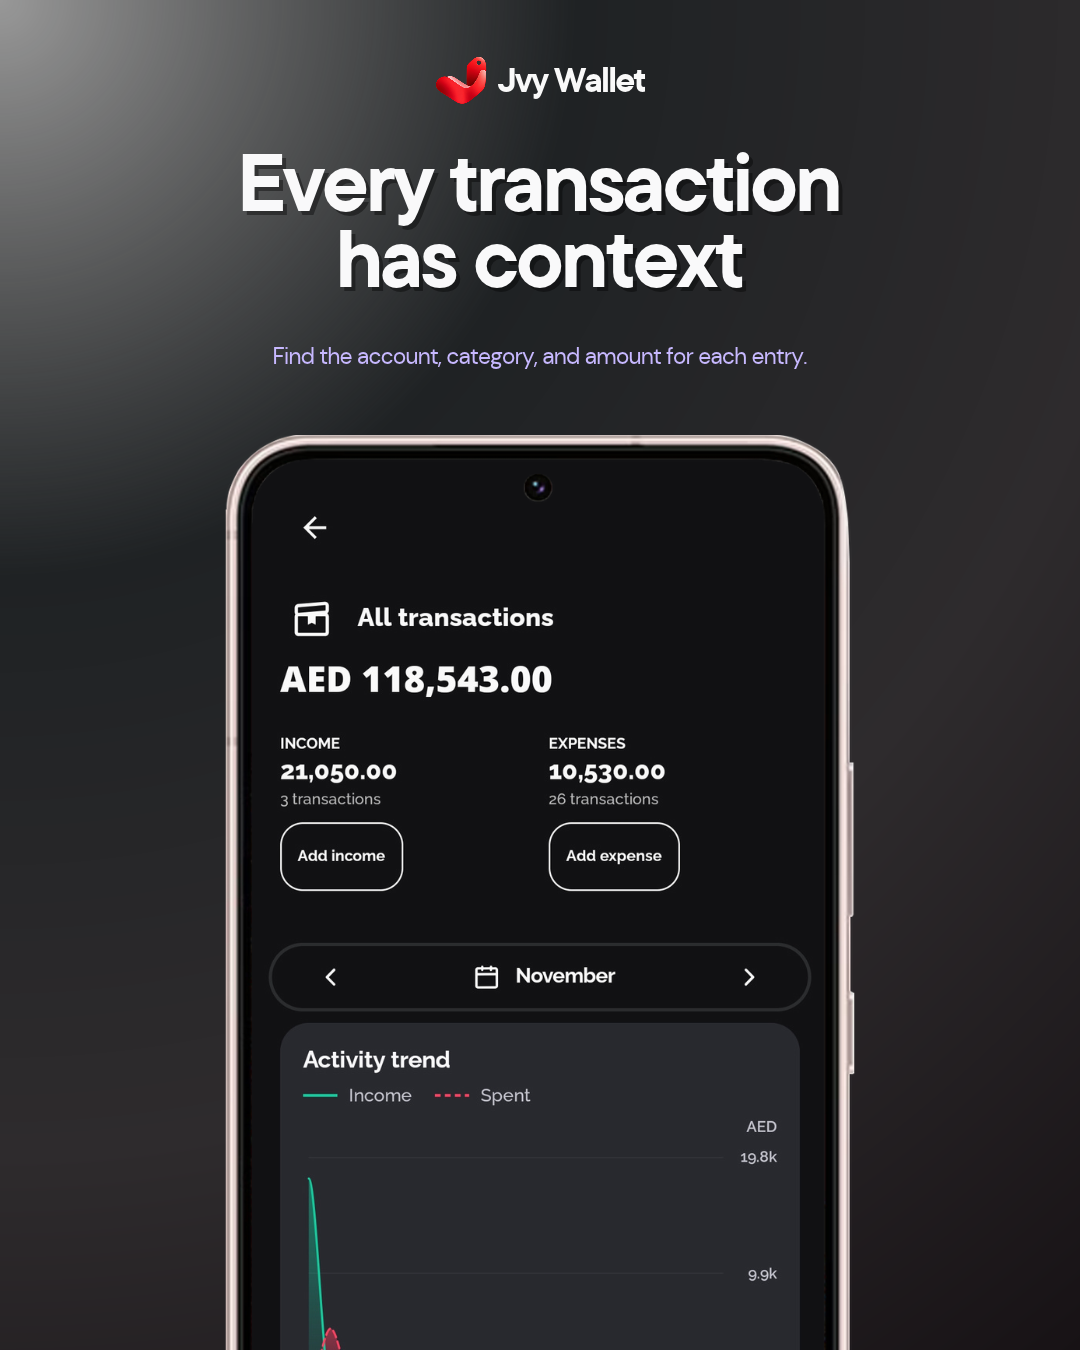 Jvy Wallet
Every transaction
has context
Find the account, category, and amount for each entry.
All transactions
AED 118,543.00
INCOME
EXPENSES
21,050.00
10,530.00
3 transactions
26 transactions
Add income
Add expense
November
Activity trend
Income
Spent
AED
19.8k
9.9k